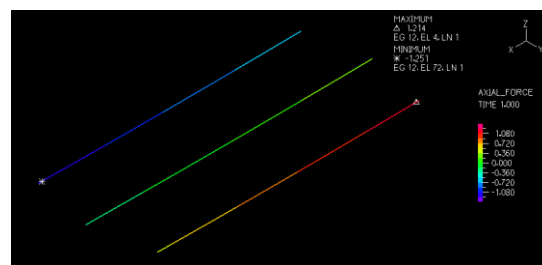 MAXIMUM
△ 1.214
EG 12, EL 4, LN 1
MINIMUM
✳ -1.251
EG 12, EL 72, LN 1
Z
X
Y
AXIAL_FORCE
TIME 1.000
1.080
0.720
0.360
0.000
-0.360
-0.720
-1.080